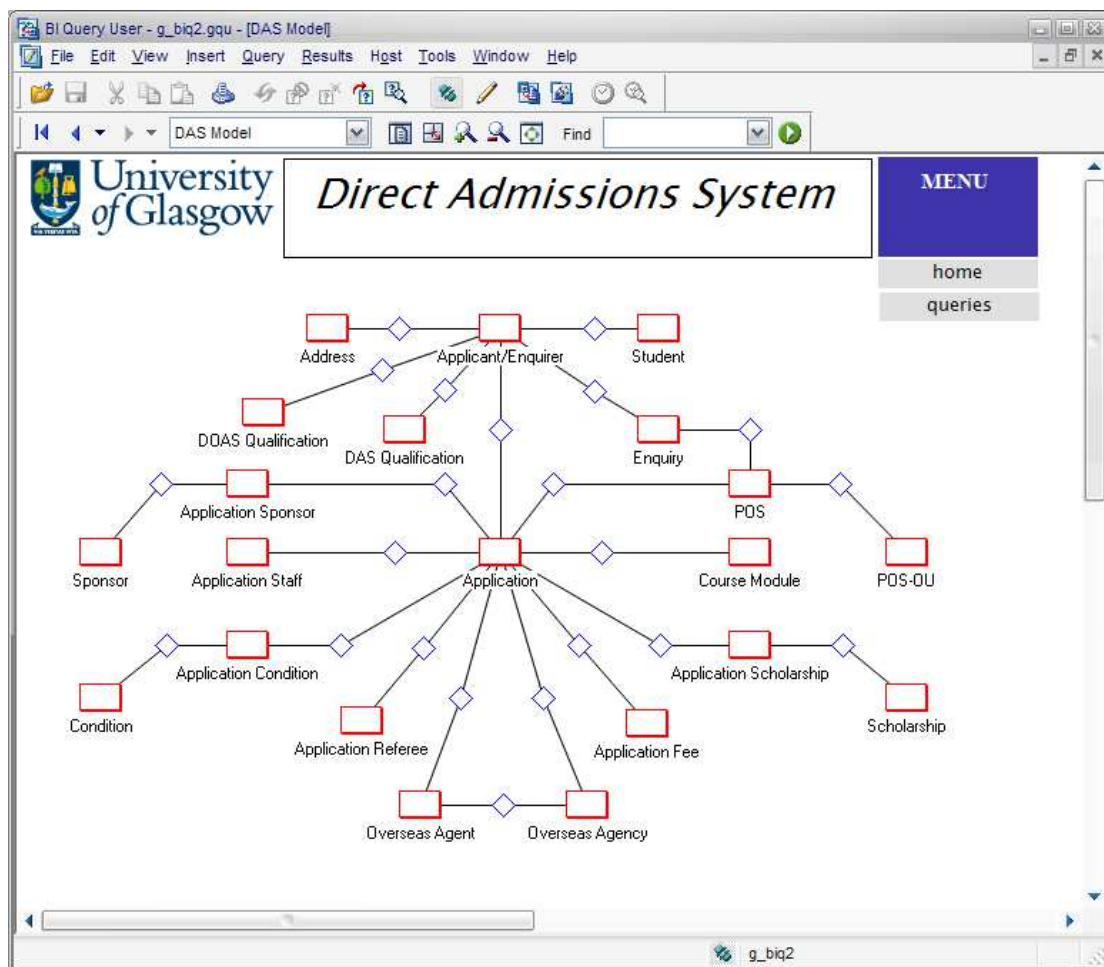 BI Query User - g_biq2.gqu - [DAS Model]
File Edit View Insert Query Results Host Tools Window Help
DAS Model Find
University
of Glasgow
Direct Admissions System
MENU
home
queries
Address Applicant/Enquirer Student
DOAS Qualification
DAS Qualification
Enquiry
Application Sponsor
POS
Sponsor
Application Staff
Application
Course Module
POS-OU
Application Condition
Application Scholarship
Condition
Application Referee
Application Fee
Scholarship
Overseas Agent
Overseas Agency
g_biq2